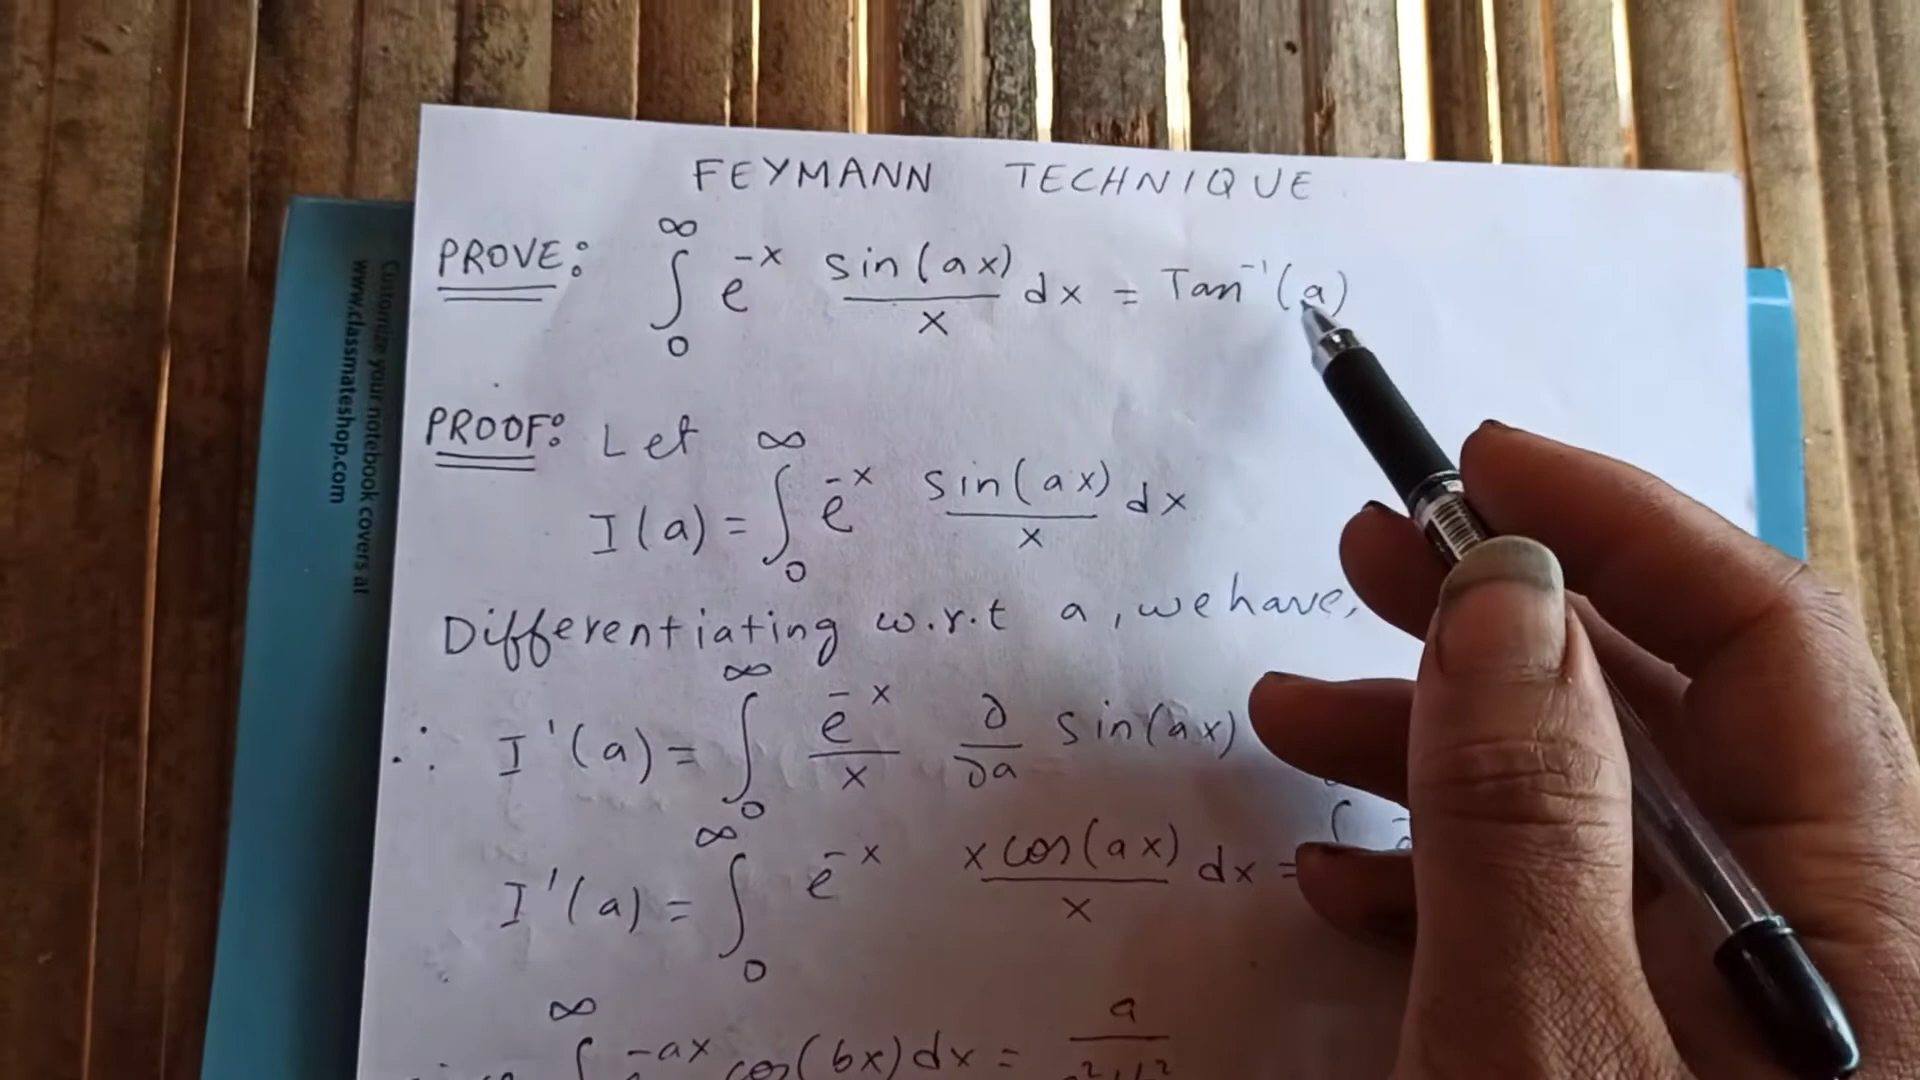 FEYMANN TECHNIQUE
PROVE: ∫₀^∞ e^{-x} sin(ax)/x dx = Tan⁻¹(a)
PROOF: Let
I(a) = ∫₀^∞ e^{-x} sin(ax)/x dx
Differentiating w.r.t a, we have,
∴ I'(a) = ∫₀^∞ e^{-x}/x ∂/∂a sin(ax)
I'(a) = ∫₀^∞ e^{-x} x cos(ax)/x dx =
∫ ^∞ -ax cos(bx)dx = a
Customize your notebook covers at
www.classmateshop.com